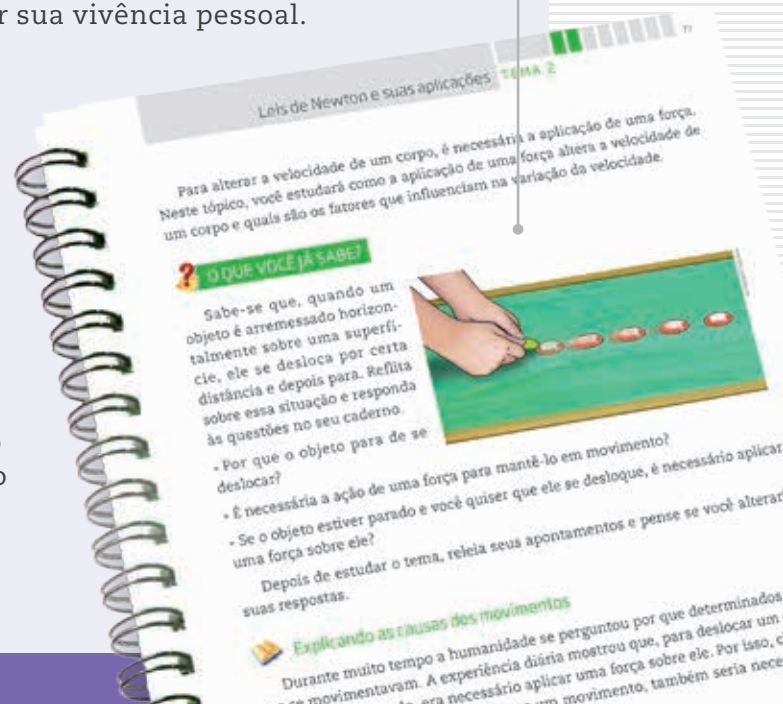 r sua vivência pessoal.
77
Leis de Newton e suas aplicações TEMA 2
Para alterar a velocidade de um corpo, é necessária a aplicação de uma força.
Neste tópico, você estudará como a aplicação de uma força altera a velocidade de
um corpo e quais são os fatores que influenciam na variação da velocidade.
? O QUE VOCÊ JÁ SABE?
Sabe-se que, quando um
objeto é arremessado horizon-
talmente sobre uma superfí-
cie, ele se desloca por certa
distância e depois para. Reflita
sobre essa situação e responda
às questões no seu caderno.
• Por que o objeto para de se
deslocar?
• É necessária a ação de uma força para mantê-lo em movimento?
• Se o objeto estiver parado e você quiser que ele se desloque, é necessário aplicar
uma força sobre ele?
Depois de estudar o tema, releia seus apontamentos e pense se você alterar
suas respostas.
o
Explicando as causas dos movimentos
Durante muito tempo a humanidade se perguntou por que determinados
se movimentavam. A experiência diária mostrou que, para deslocar um
era necessário aplicar uma força sobre ele. Por isso, c
um movimento, também seria nece